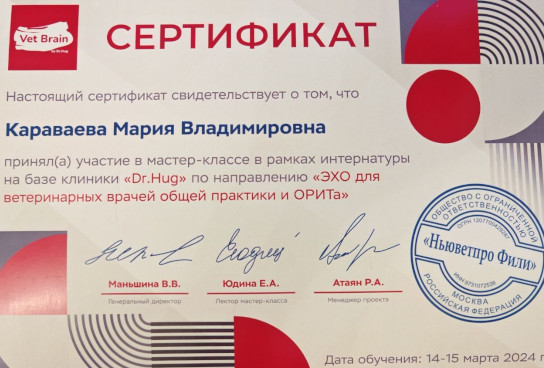 Vet Brain
by Dr.Hug
СЕРТИФИКАТ
Настоящий сертификат свидетельствует о том, что
Караваева Мария Владимировна
принял(а) участие в мастер-классе в рамках интернатуры
на базе клиники «Dr.Hug» по направлению «ЭХО для
ветеринарных врачей общей практики и ОРИТа»
Маньшина В.В.
Генеральный директор
Юдина Е.А.
Лектор мастер-класса
Атаян Р.А.
Менеджер проекта
ОБЩЕСТВО С ОГРАНИЧЕННОЙ
ОТВЕТСТВЕННОСТЬЮ
ОГРН
«Ньюветпро Фили»
ИНН 9731072536
МОСКВА
РОССИЙСКАЯ ФЕДЕРАЦИЯ
Дата обучения: 14-15 марта 2024 г